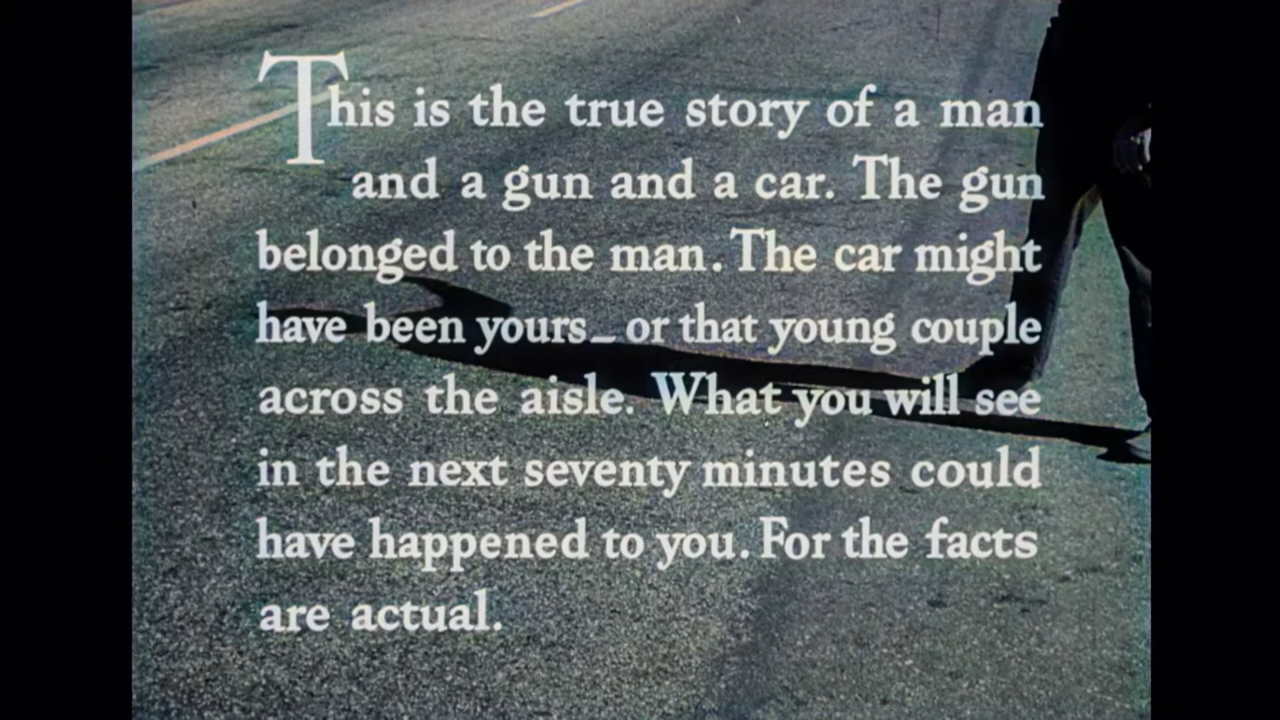 This is the true story of a man
and a gun and a car. The gun
belonged to the man. The car might
have been yours—or that young couple
across the aisle. What you will see
in the next seventy minutes could
have happened to you. For the facts
are actual.